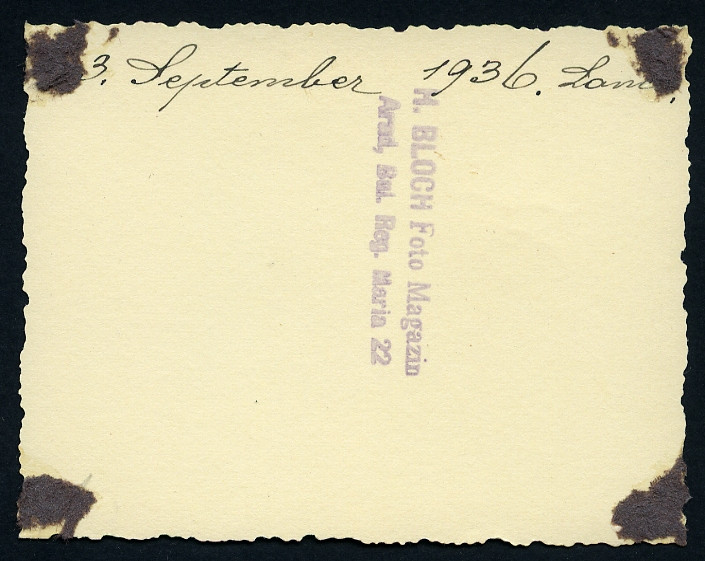 3. September 1936.
M. BLOCH Foto Magazin
Arad, Bul. Reg. Maria 22